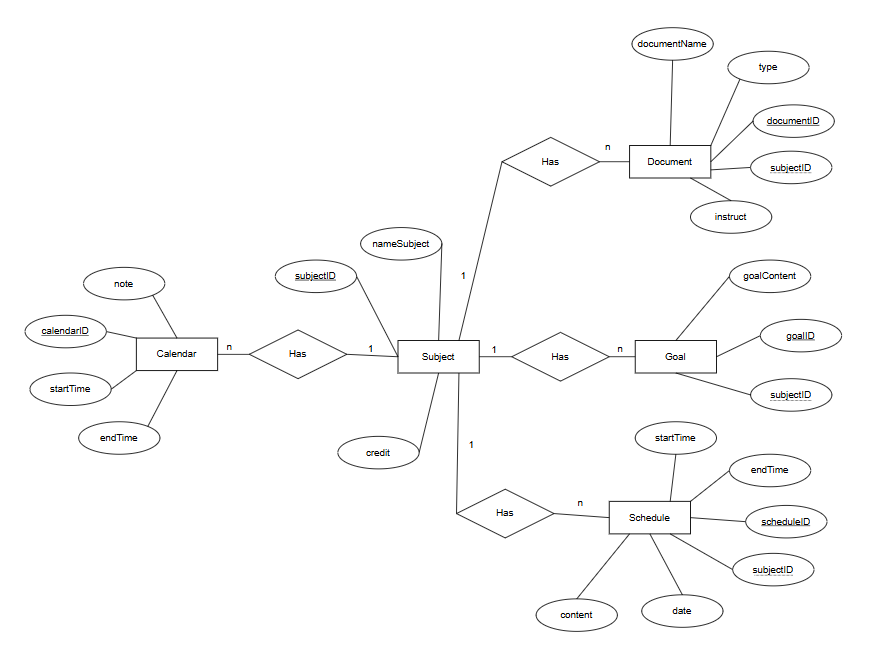 documentName
type
documentID
n
Has
Document
subjectID
instruct
nameSubject
subjectID
1
goalContent
note
calendarID
goalID
n
1
1
n
Calendar
Has
Subject
Has
Goal
startTime
subjectID
endTime
credit
1
startTime
endTime
n
Has
Schedule
scheduleID
subjectID
content
date